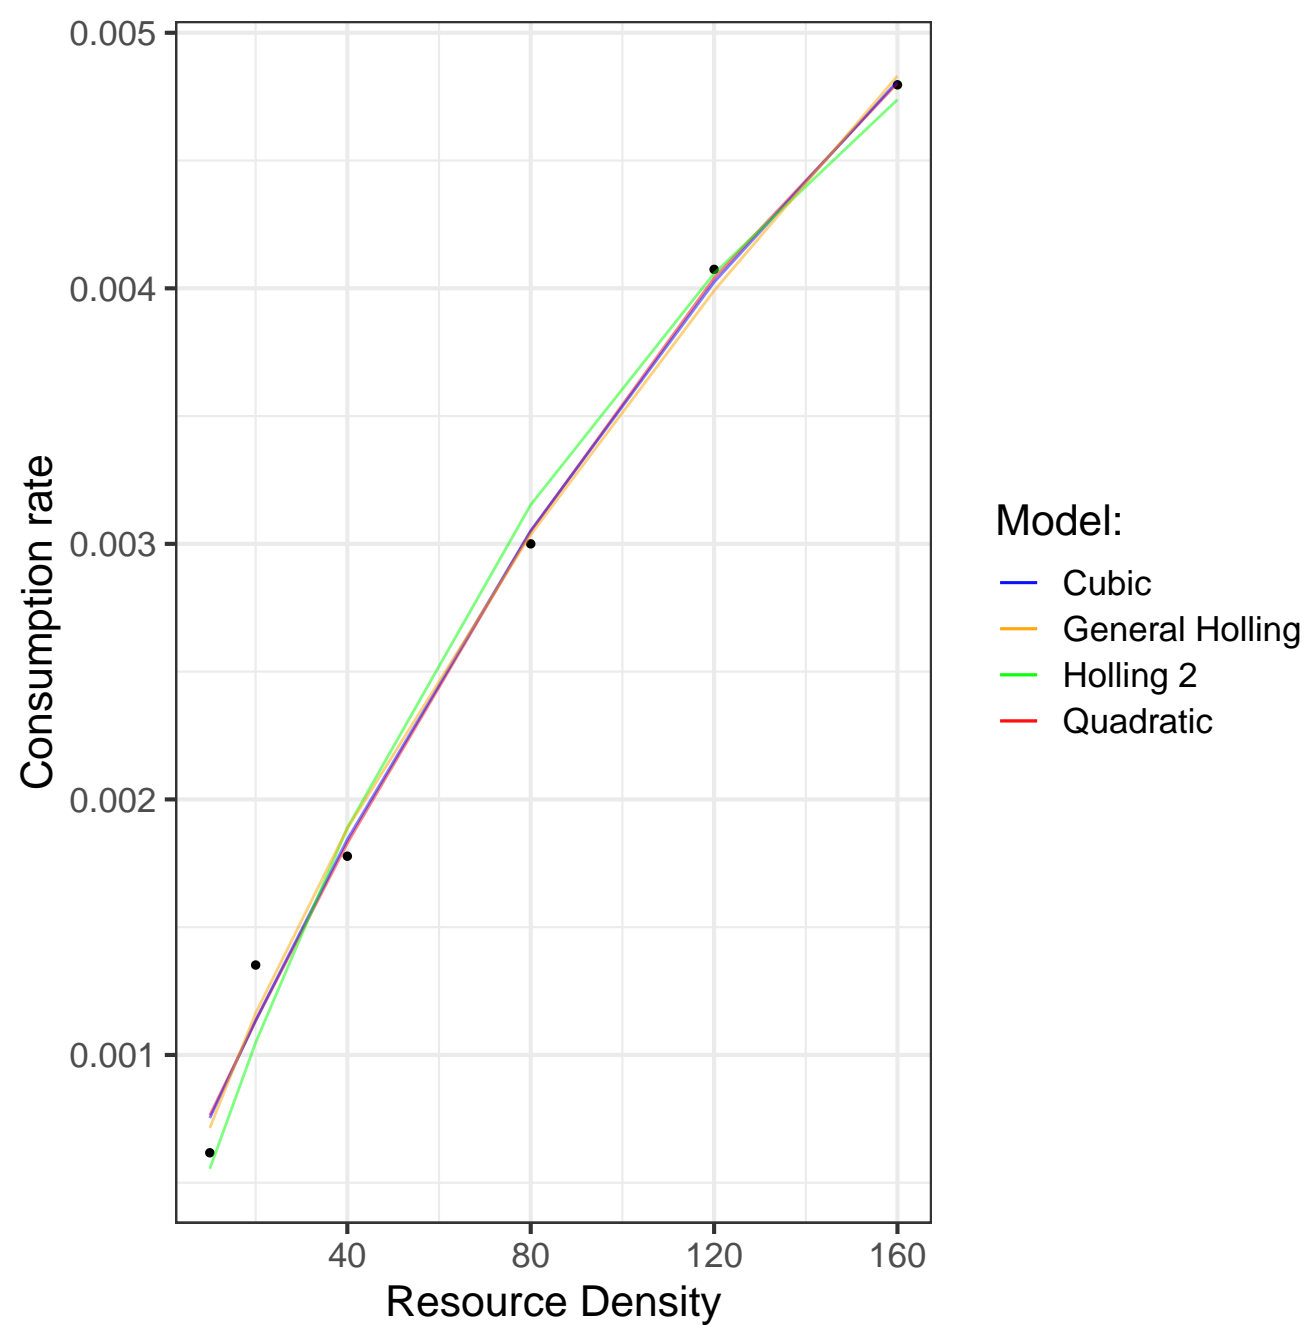 0.005
0.004
0.003
0.002
0.001
Consumption rate
40 80 120 160
Resource Density
Model:
Cubic
General Holling
Holling 2
Quadratic